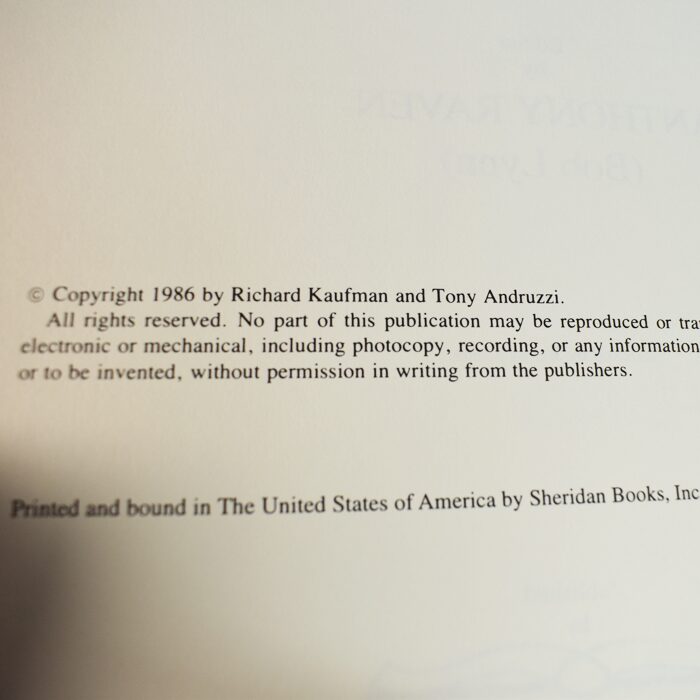 © Copyright 1986 by Richard Kaufman and Tony Andruzzi.
All rights reserved. No part of this publication may be reproduced or tra
electronic or mechanical, including photocopy, recording, or any information
or to be invented, without permission in writing from the publishers.
Printed and bound in The United States of America by Sheridan Books, Inc